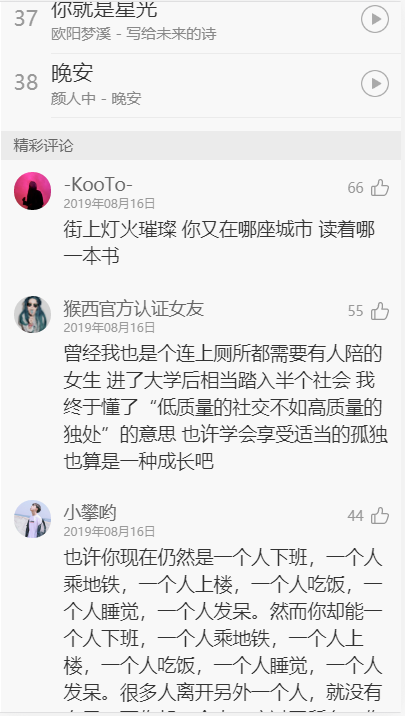 37 你就是星光
欧阳梦溪 - 写给未来的诗
38 晚安
颜人中 - 晚安
精彩评论
-KooTo- 66
2019年08月16日
街上灯火璀璨 你又在哪座城市 读着哪
一本书
猴西官方认证女友 55
2019年08月16日
曾经我也是个连上厕所都需要有人陪的
女生 进了大学后相当踏入半个社会 我
终于懂了“低质量的社交不如高质量的
独处”的意思 也许学会享受适当的孤独
也算是一种成长吧
小攀哟 44
2019年08月16日
也许你现在仍然是一个人下班，一个人
乘地铁，一个人上楼，一个人吃饭，一
个人睡觉，一个人发呆。然而你却能一
个人下班，一个人乘地铁，一个人上
楼，一个人吃饭，一个人睡觉，一个人
发呆。很多人离开另外一个人，就没有